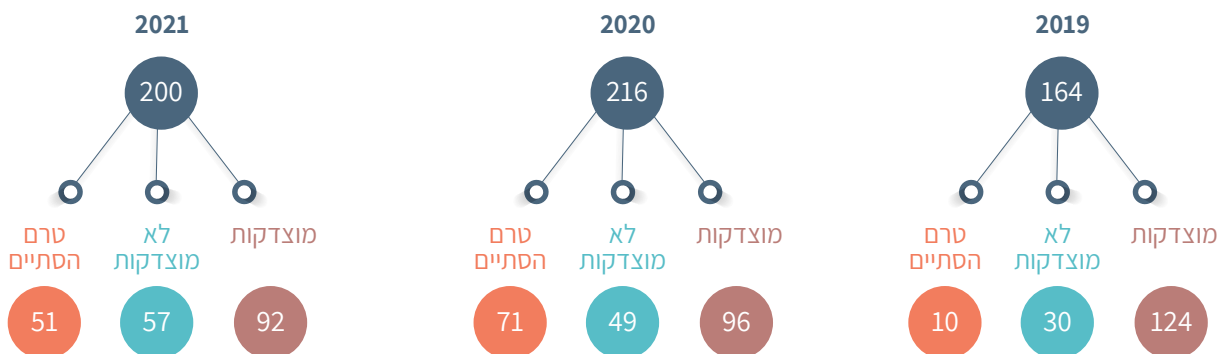 2019
164
מוצדקות
לא
מוצדקות
טרם
הסתיים
124
30
10
2020
216
מוצדקות
לא
מוצדקות
טרם
הסתיים
96
49
71
2021
200
מוצדקות
לא
מוצדקות
טרם
הסתיים
92
57
51